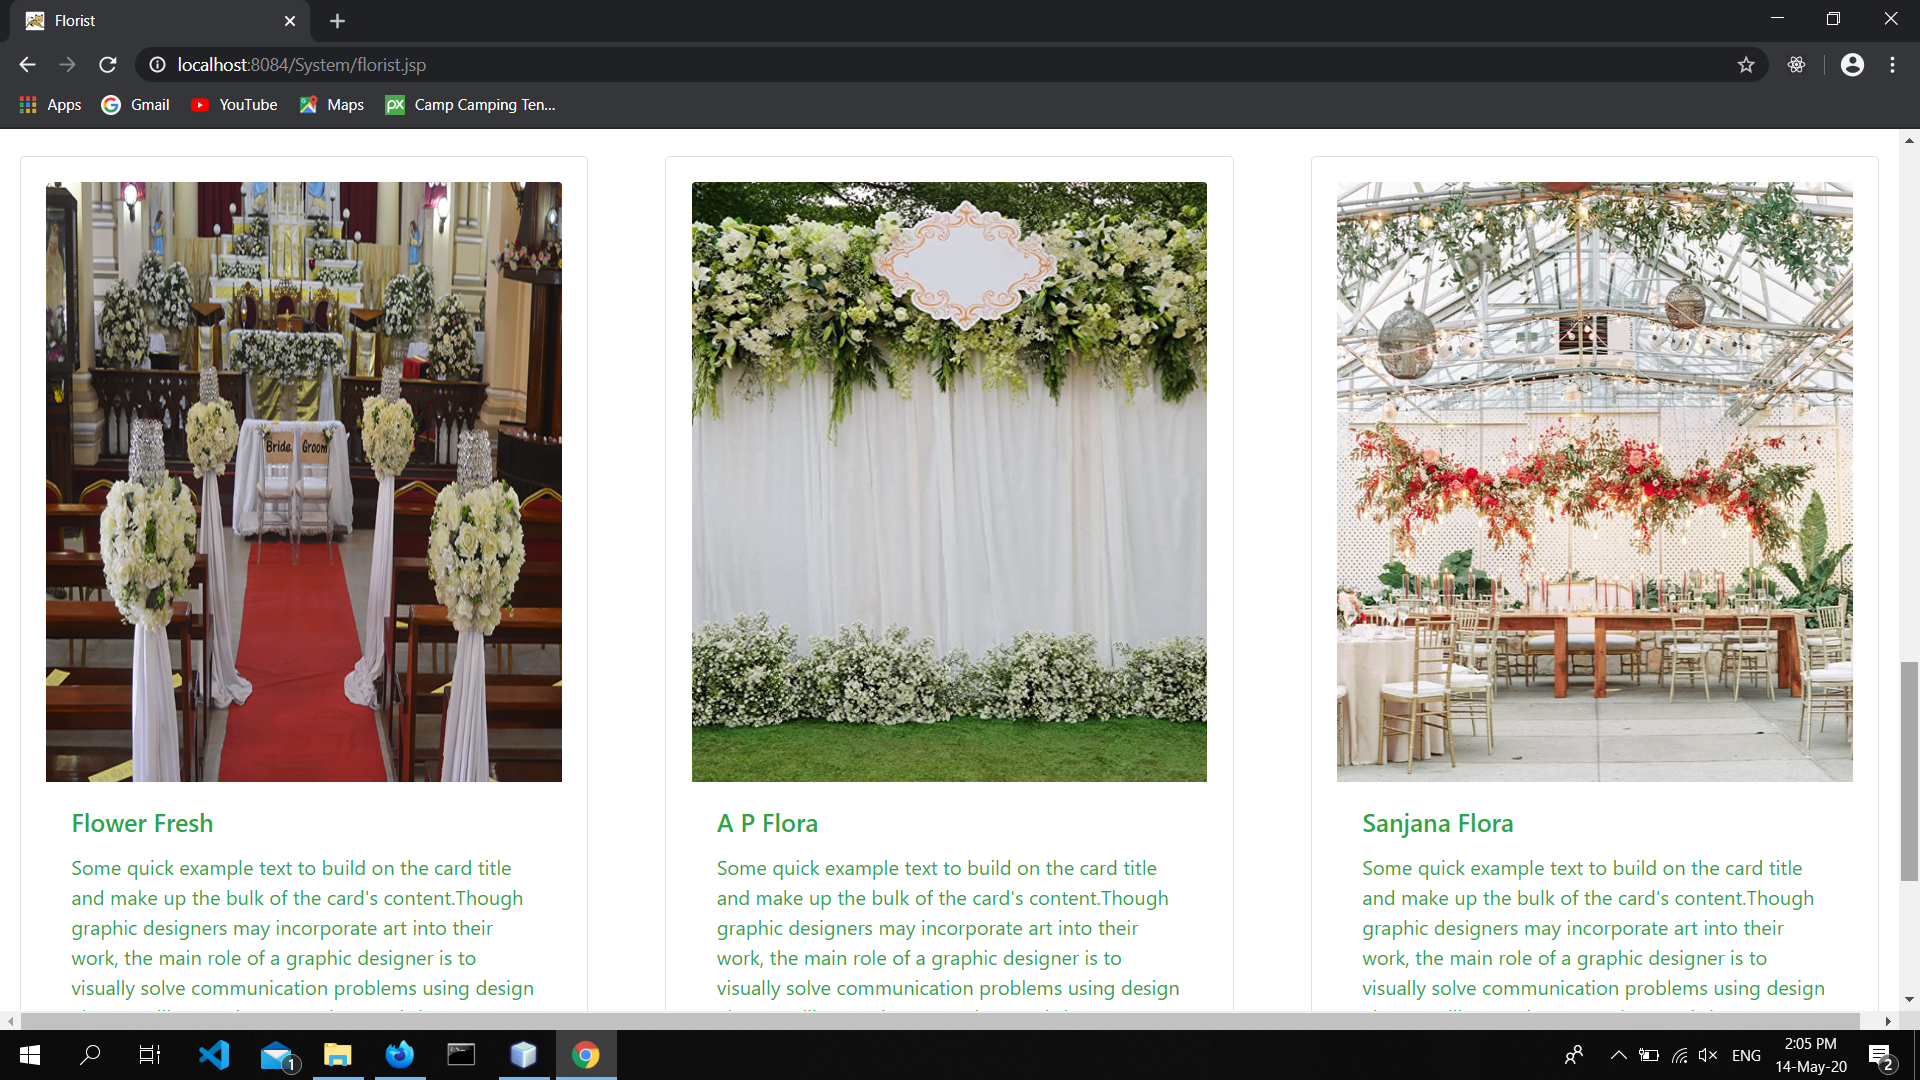 Florist
localhost:8084/System/florist.jsp
Apps Gmail YouTube Maps Camp Camping Ten...
Bride Groom
Flower Fresh
Some quick example text to build on the card title
and make up the bulk of the card's content.Though
graphic designers may incorporate art into their
work, the main role of a graphic designer is to
visually solve communication problems using design
A P Flora
Some quick example text to build on the card title
and make up the bulk of the card's content.Though
graphic designers may incorporate art into their
work, the main role of a graphic designer is to
visually solve communication problems using design
Sanjana Flora
Some quick example text to build on the card title
and make up the bulk of the card's content.Though
graphic designers may incorporate art into their
work, the main role of a graphic designer is to
visually solve communication problems using design
1
ENG
2:05 PM
14-May-20
2